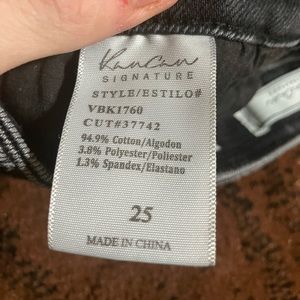 KanCan
SIGNATURE
STYLE/ESTILO#
VBK1760
CUT#37742
94.9% Cotton/Algodon
3.8% Polyester/Poliester
1.3% Spandex/Elastano
25
MADE IN CHINA